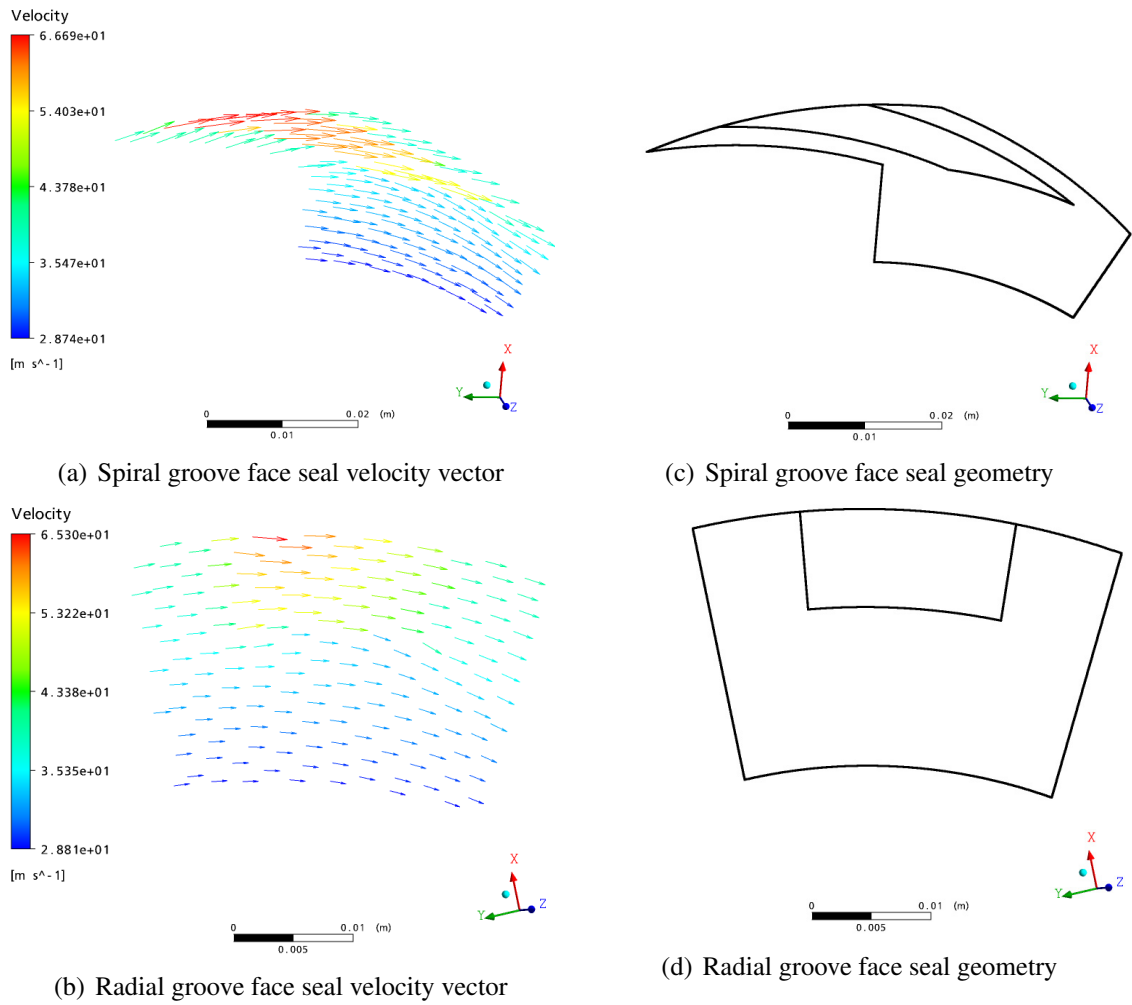 Velocity
6.669e+01
5.403e+01
4.378e+01
3.547e+01
2.874e+01
[m s^-1]
X
Y
Z
0 0.02 (m)
0.01
(a) Spiral groove face seal velocity vector
X
Y
Z
0 0.02 (m)
0.01
(c) Spiral groove face seal geometry
Velocity
6.530e+01
5.322e+01
4.338e+01
3.535e+01
2.881e+01
[m s^-1]
X
Y
Z
0 0.01 (m)
0.005
(b) Radial groove face seal velocity vector
X
Y
Z
0 0.01 (m)
0.005
(d) Radial groove face seal geometry